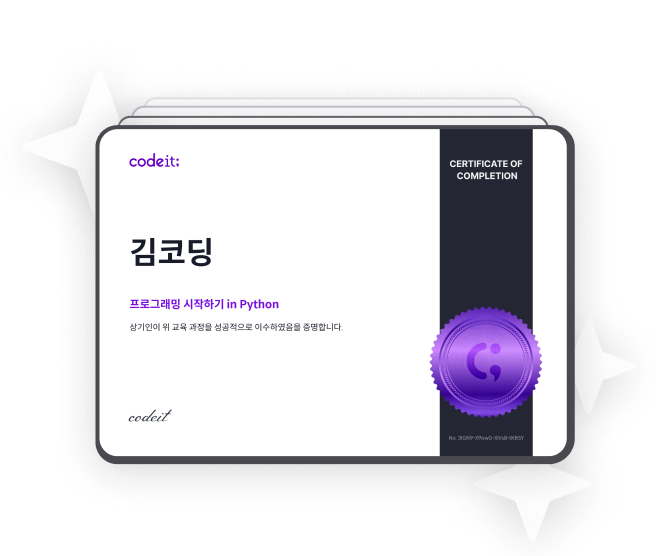 codeit:
CERTIFICATE OF
COMPLETION
김코딩
프로그래밍 시작하기 in Python
상기인이 위 교육 과정을 성공적으로 이수하였음을 증명합니다.
codeit